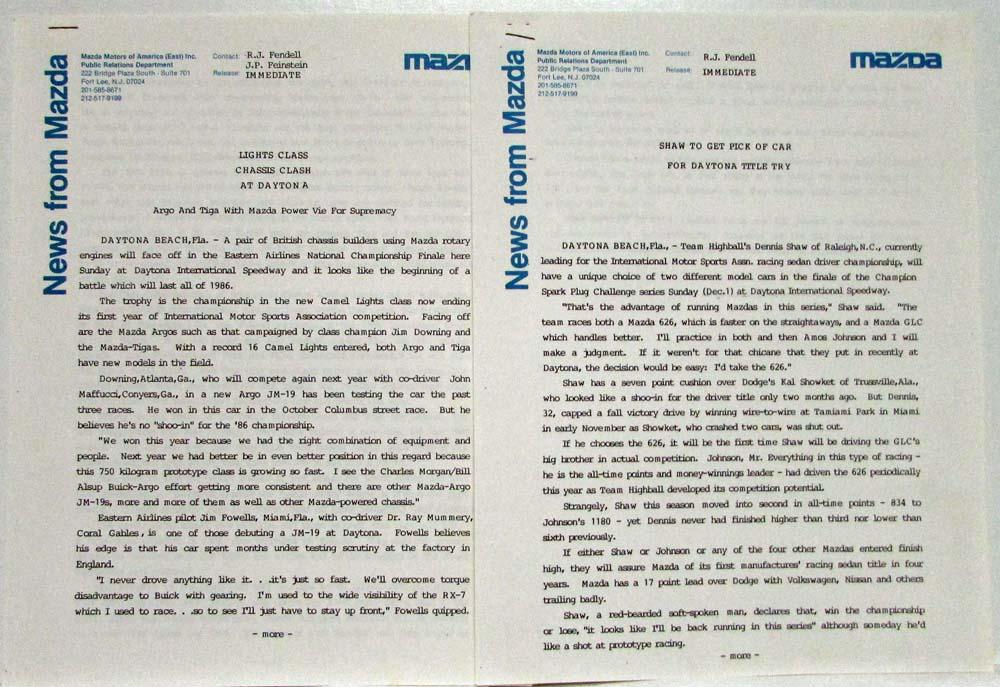 News from Mazda
Mazda Motors of America (East) Inc.
Public Relations Department
222 Bridge Plaza South - Suite 701
Fort Lee, N.J. 07024
201-585-8671
212-517-9199
Contact: R.J. Fendell
J.P. Feinstein
Release: IMMEDIATE
mazda
LIGHTS CLASS
CHASSIS CLASH
AT DAYTONA
Argo And Tiga With Mazda Power Vie For Supremacy
DAYTONA BEACH,Fla. - A pair of British chassis builders using Mazda rotary
engines will face off in the Eastern Airlines National Championship Finale here
Sunday at Daytona International Speedway and it looks like the beginning of a
battle which will last all of 1986.
The trophy is the championship in the new Camel Lights class now ending
its first year of International Motor Sports Association competition. Facing off
are the Mazda Argos such as that campaigned by class champion Jim Downing and
the Mazda-Tigas. With a record 16 Camel Lights entered, both Argo and Tiga
have new models in the field.
Downing,Atlanta,Ga., who will compete again next year with co-driver John
Maffucci,Conyers,Ga., in a new Argo JM-19 has been testing the car the past
three races. He won in this car in the October Columbus street race. But he
believes he's no "shoo-in" for the '86 championship.
"We won this year because we had the right combination of equipment and
people. Next year we had better be in even better position in this regard because
this 750 kilogram prototype class is growing so fast. I see the Charles Morgan/Bill
Alsup Buick-Argo effort getting more consistent and there are other Mazda-Argo
JM-19s, more and more of them as well as other Mazda-powered chassis."
Eastern Airlines pilot Jim Fowells, Miami,Fla., with co-driver Dr. Ray Mummery,
Coral Gables, is one of those debuting a JM-19 at Daytona. Fowells believes
his edge is that his car spent months under testing scrutiny at the factory in
England.
"I never drove anything like it. . .it's just so fast. We'll overcome torque
disadvantage to Buick with gearing. I'm used to the wide visibility of the RX-7
which I used to race. . .so to see I'll just have to stay up front," Fowells quipped.
- more -
News from Mazda
Mazda Motors of America (East) Inc.
Public Relations Department
222 Bridge Plaza South - Suite 701
Fort Lee, N.J. 07024
201-585-8671
212-517-9199
Contact: R.J. Fendell
Release: IMMEDIATE
mazda
SHAW TO GET PICK OF CAR
FOR DAYTONA TITLE TRY
DAYTONA BEACH,Fla., - Team Highball's Dennis Shaw of Raleigh,N.C., currently
leading for the International Motor Sports Assn. racing sedan driver championship, will
have a unique choice of two different model cars in the finale of the Champion
Spark Plug Challenge series Sunday (Dec.1) at Daytona International Speedway.
"That's the advantage of running Mazdas in this series," Shaw said. "The
team races both a Mazda 626, which is faster on the straightaways, and a Mazda GLC
which handles better. I'll practice in both and then Amos Johnson and I will
make a judgment. If it weren't for that chicane that they put in recently at
Daytona, the decision would be easy: I'd take the 626."
Shaw has a seven point cushion over Dodge's Kal Showket of Trussville,Ala.,
who looked like a shoo-in for the driver title only two months ago. But Dennis,
32, capped a fall victory drive by winning wire-to-wire at Tamiami Park in Miami
in early November as Showket, who crashed two cars, was shut out.
If he chooses the 626, it will be the first time Shaw will be driving the GLC's
big brother in actual competition. Johnson, Mr. Everything in this type of racing -
he is the all-time points and money-winnings leader - had driven the 626 periodically
this year as Team Highball developed its competition potential.
Strangely, Shaw this season moved into second in all-time points - 834 to
Johnson's 1180 - yet Dennis never had finished higher than third nor lower than
sixth previously.
If either Shaw or Johnson or any of the four other Mazdas entered finish
high, they will assure Mazda of its first manufactures' racing sedan title in four
years. Mazda has a 17 point lead over Dodge with Volkswagen, Nissan and others
trailing badly.
Shaw, a red-bearded soft-spoken man, declares that, win the championship
or lose, "it looks like I'll be back running in this series" although someday he'd
like a shot at prototype racing.
- more -